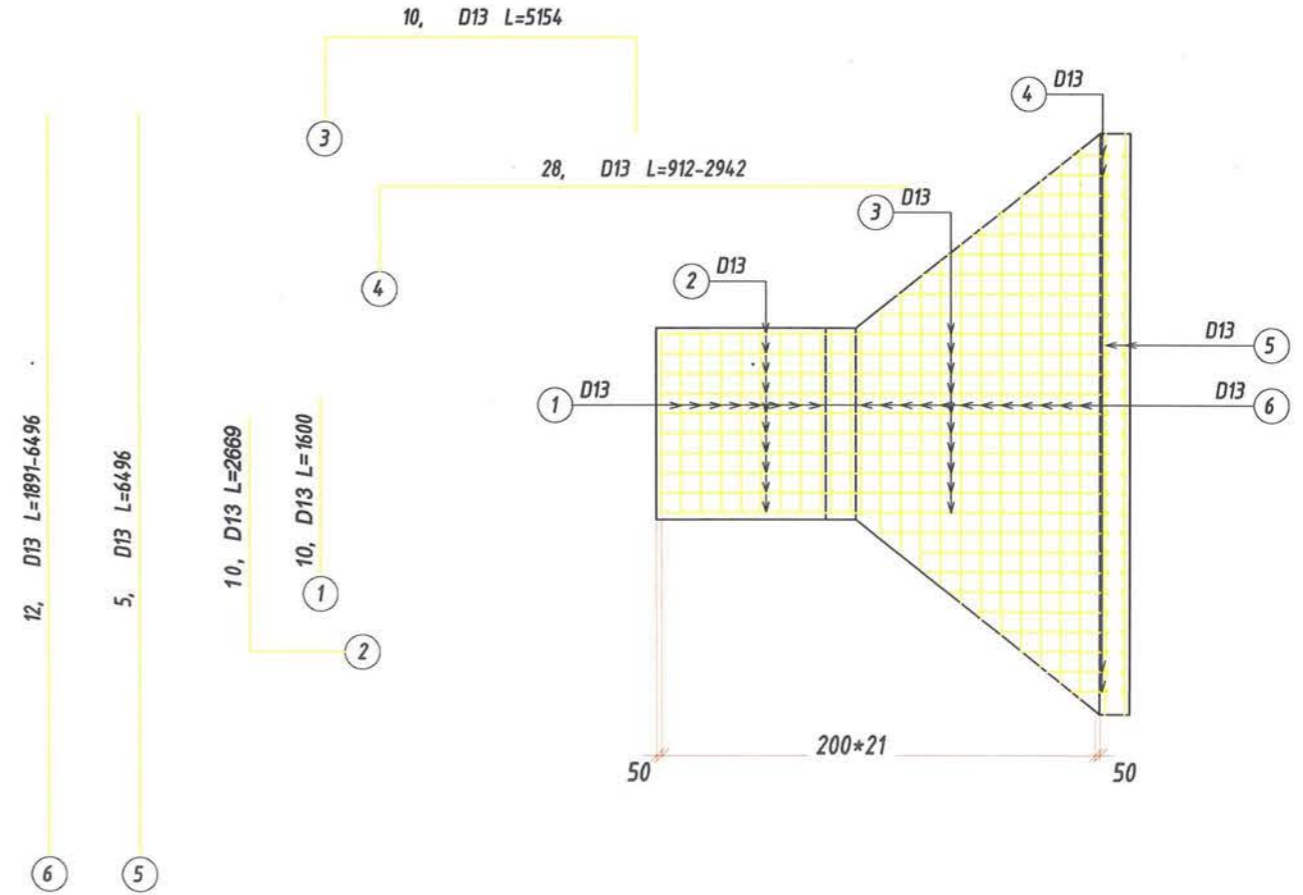 10, D13 L=5154
3
28, D13 L=912-2942
4
12, D13 L=1891-6496
6
5, D13 L=6496
5
10, D13 L=2669
2
10, D13 L=1600
1
4 D13
3 D13
2 D13
1 D13
D13 5
D13 6
50
200*21
50